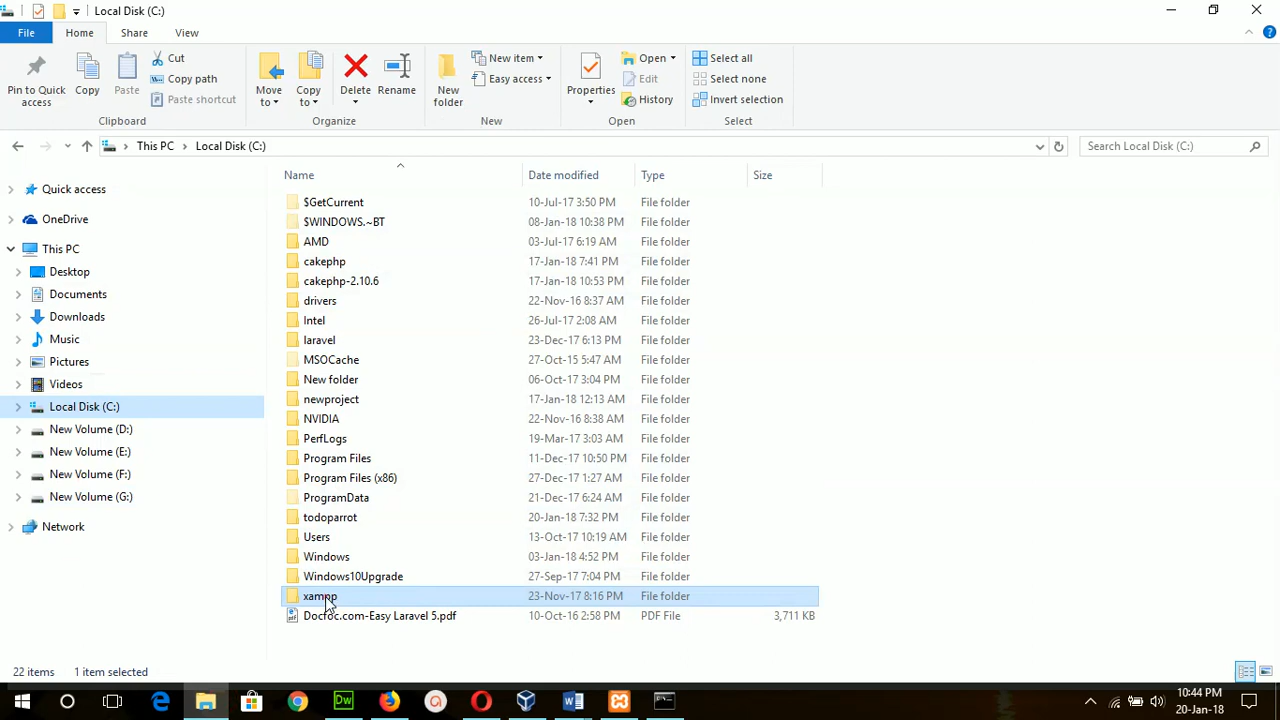 Local Disk (C:)
File Home Share View
Pin to Quick access
Copy
Paste
Cut
Copy path
Paste shortcut
Clipboard
Move to
Copy to
Delete
Rename
Organize
New folder
New item
Easy access
New
Properties
Open
Edit
History
Open
Select all
Select none
Invert selection
Select
This PC Local Disk (C:)
Search Local Disk (C:)
Quick access
OneDrive
This PC
Desktop
Documents
Downloads
Music
Pictures
Videos
Local Disk (C:)
New Volume (D:)
New Volume (E:)
New Volume (F:)
New Volume (G:)
Network
Name Date modified Type Size
$GetCurrent 10-Jul-17 3:50 PM File folder
$WINDOWS.~BT 08-Jan-18 10:38 PM File folder
AMD 03-Jul-17 6:19 AM File folder
cakephp 17-Jan-18 7:41 PM File folder
cakephp-2.10.6 17-Jan-18 10:53 PM File folder
drivers 22-Nov-16 8:37 AM File folder
Intel 26-Jul-17 2:08 AM File folder
laravel 23-Dec-17 6:13 PM File folder
MSOCache 27-Oct-15 5:47 AM File folder
New folder 06-Oct-17 3:04 PM File folder
newproject 17-Jan-18 12:13 AM File folder
NVIDIA 22-Nov-16 8:38 AM File folder
PerfLogs 19-Mar-17 3:03 AM File folder
Program Files 11-Dec-17 10:50 PM File folder
Program Files (x86) 27-Dec-17 1:27 AM File folder
ProgramData 21-Dec-17 6:24 AM File folder
todoparrot 20-Jan-18 7:32 PM File folder
Users 13-Oct-17 10:19 AM File folder
Windows 03-Jan-18 4:52 PM File folder
Windows10Upgrade 27-Sep-17 7:04 PM File folder
xampp 23-Nov-17 8:16 PM File folder
Docfoc.com-Easy Laravel 5.pdf 10-Oct-16 2:58 PM PDF File 3,711 KB
22 items 1 item selected
Dw
10:44 PM
20-Jan-18